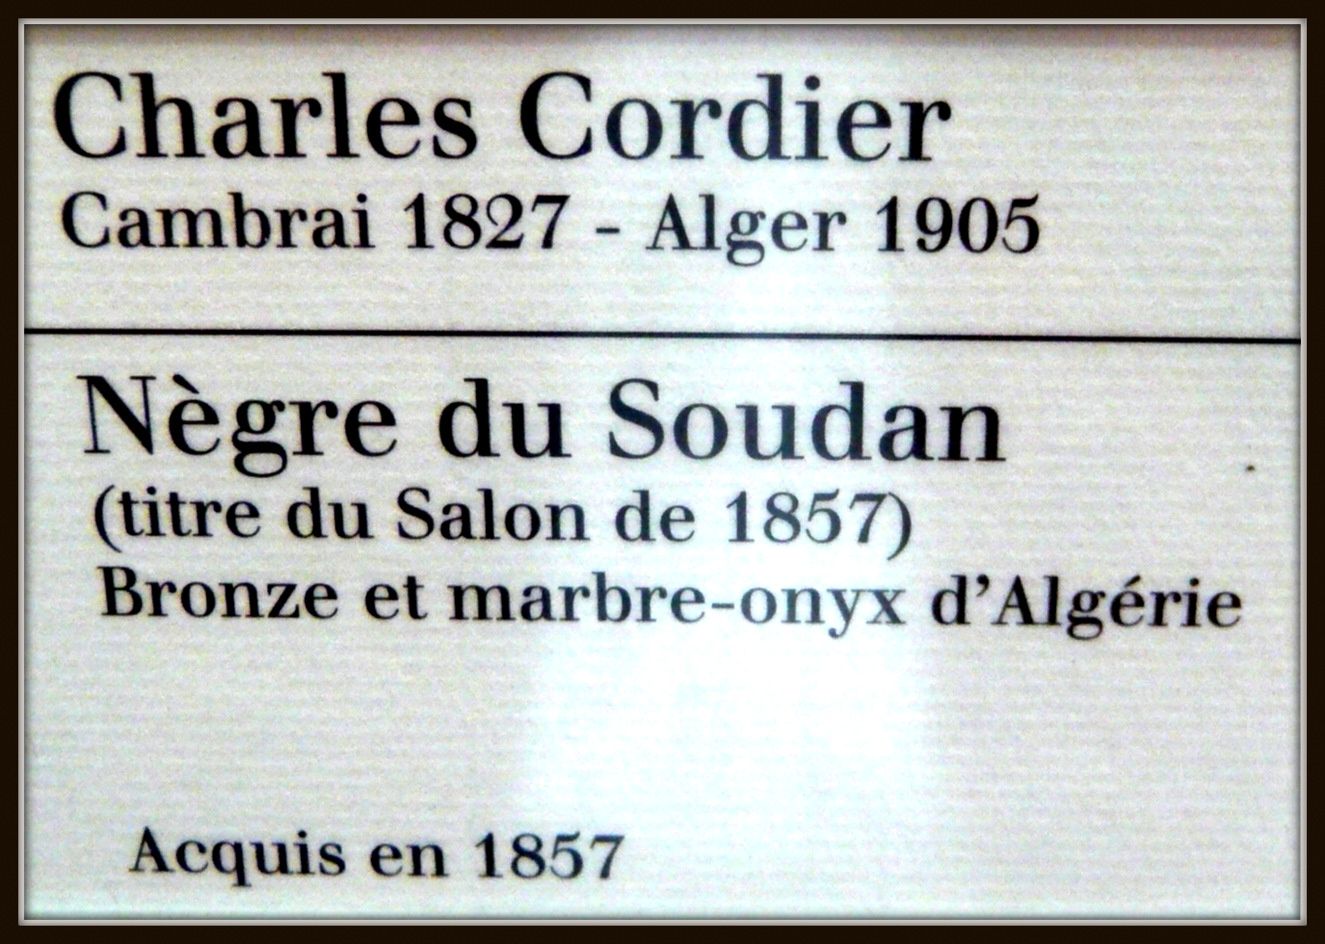 Charles Cordier
Cambrai 1827 - Alger 1905
Nègre du Soudan
(titre du Salon de 1857)
Bronze et marbre-onyx d'Algérie
Acquis en 1857